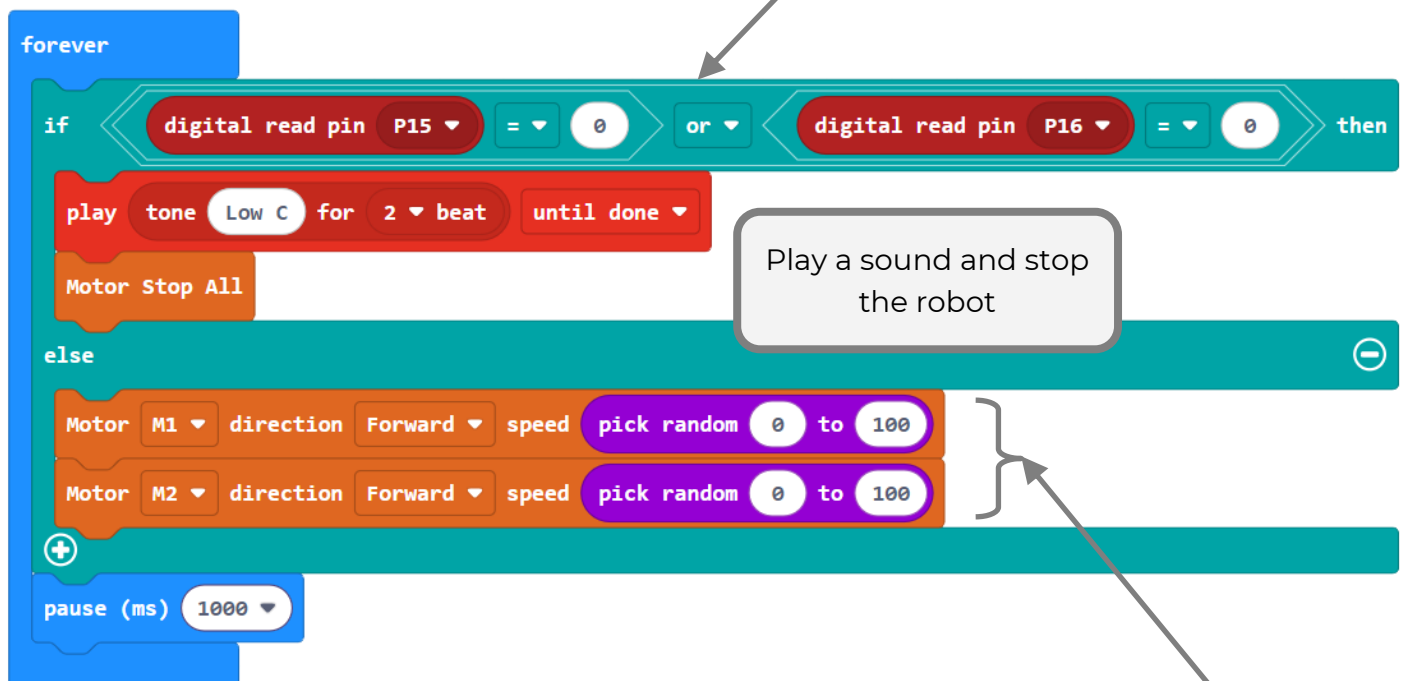 forever
if digital read pin P15 = 0 or digital read pin P16 = 0 then
play tone Low C for 2 beat until done
Motor Stop All
Play a sound and stop
the robot
else
Motor M1 direction Forward speed pick random 0 to 100
Motor M2 direction Forward speed pick random 0 to 100
pause (ms) 1000